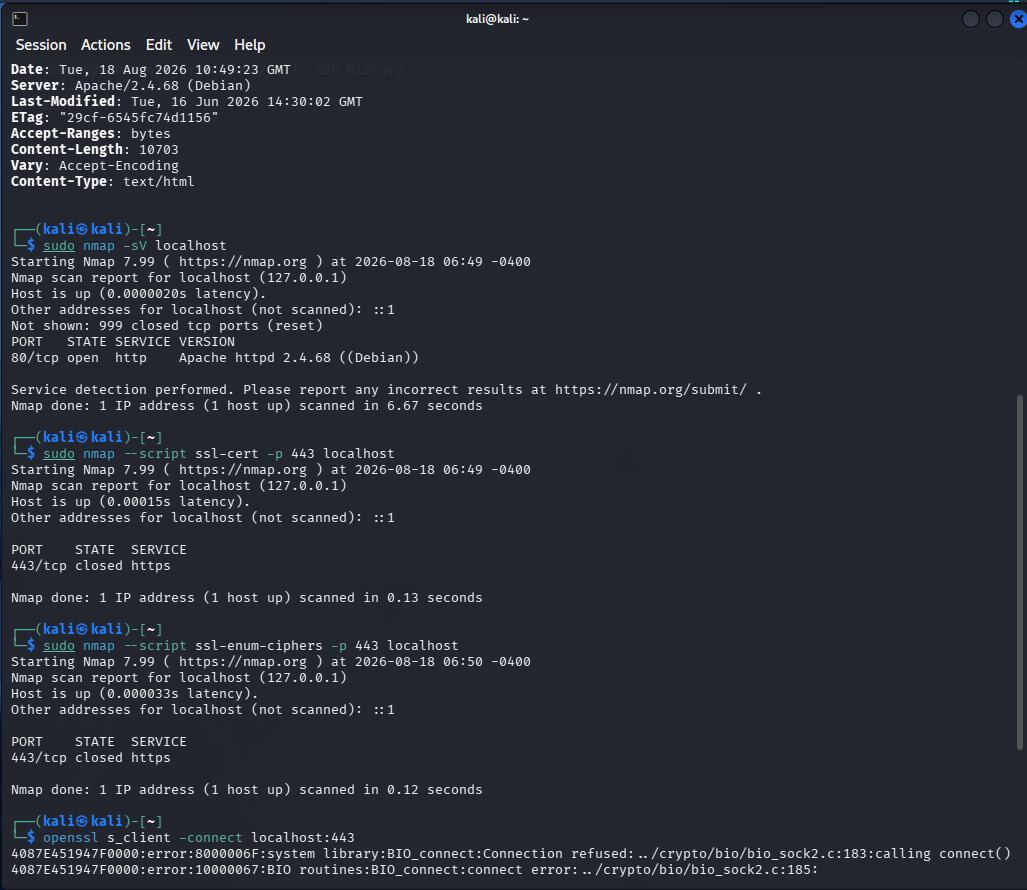 kali@kali: ~
Session Actions Edit View Help
Date: Tue, 18 Aug 2026 10:49:23 GMT
Server: Apache/2.4.68 (Debian)
Last-Modified: Tue, 16 Jun 2026 14:30:02 GMT
ETag: "29cf-6545fc74d1156"
Accept-Ranges: bytes
Content-Length: 10703
Vary: Accept-Encoding
Content-Type: text/html
┌──(kali㉿kali)-[~]
└─$ sudo nmap -sV localhost
Starting Nmap 7.99 ( https://nmap.org ) at 2026-08-18 06:49 -0400
Nmap scan report for localhost (127.0.0.1)
Host is up (0.0000020s latency).
Other addresses for localhost (not scanned): ::1
Not shown: 999 closed tcp ports (reset)
PORT   STATE SERVICE VERSION
80/tcp open  http    Apache httpd 2.4.68 ((Debian))
Service detection performed. Please report any incorrect results at https://nmap.org/submit/ .
Nmap done: 1 IP address (1 host up) scanned in 6.67 seconds
┌──(kali㉿kali)-[~]
└─$ sudo nmap --script ssl-cert -p 443 localhost
Starting Nmap 7.99 ( https://nmap.org ) at 2026-08-18 06:49 -0400
Nmap scan report for localhost (127.0.0.1)
Host is up (0.00015s latency).
Other addresses for localhost (not scanned): ::1
PORT    STATE  SERVICE
443/tcp closed https
Nmap done: 1 IP address (1 host up) scanned in 0.13 seconds
┌──(kali㉿kali)-[~]
└─$ sudo nmap --script ssl-enum-ciphers -p 443 localhost
Starting Nmap 7.99 ( https://nmap.org ) at 2026-08-18 06:50 -0400
Nmap scan report for localhost (127.0.0.1)
Host is up (0.000033s latency).
Other addresses for localhost (not scanned): ::1
PORT    STATE  SERVICE
443/tcp closed https
Nmap done: 1 IP address (1 host up) scanned in 0.12 seconds
┌──(kali㉿kali)-[~]
└─$ openssl s_client -connect localhost:443
4087E451947F0000:error:8000006F:system library:BIO_connect:Connection refused:../crypto/bio/bio_sock2.c:183:calling connect()
4087E451947F0000:error:10000067:BIO routines:BIO_connect:connect error:../crypto/bio/bio_sock2.c:185: